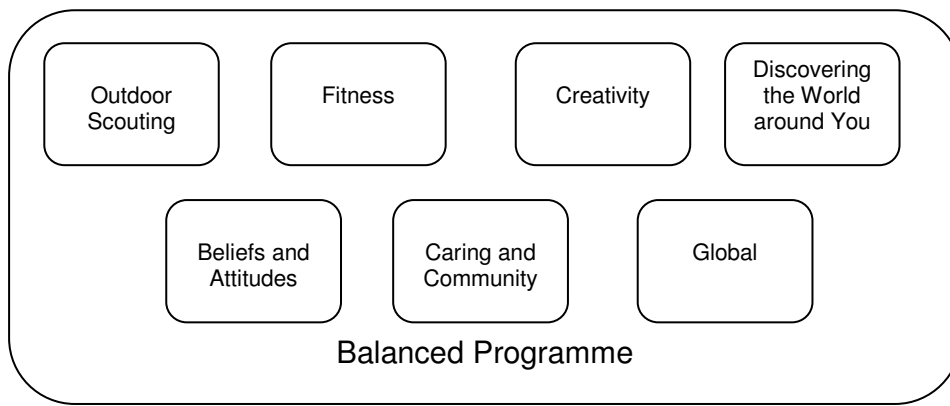 Outdoor
Scouting
Fitness
Creativity
Discovering
the World
around You
Beliefs and
Attitudes
Caring and
Community
Global
Balanced Programme